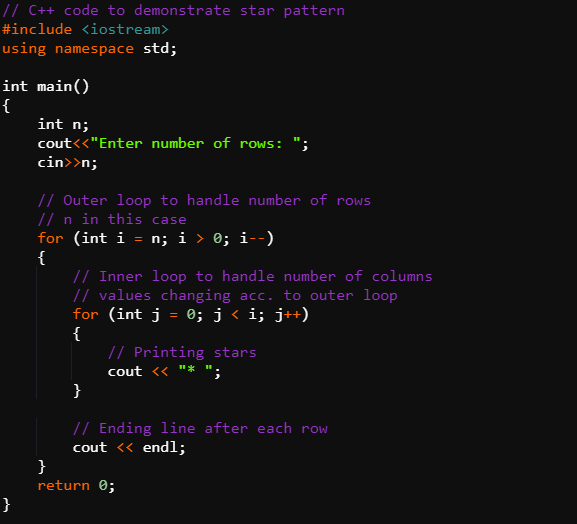 // C++ code to demonstrate star pattern
#include <iostream>
using namespace std;

int main()
{
    int n;
    cout<<"Enter number of rows: ";
    cin>>n;

    // Outer loop to handle number of rows
    // n in this case
    for (int i = n; i > 0; i--)
    {
        // Inner loop to handle number of columns
        // values changing acc. to outer loop
        for (int j = 0; j < i; j++)
        {
            // Printing stars
            cout << "* ";
        }

        // Ending line after each row
        cout << endl;
    }
    return 0;
}